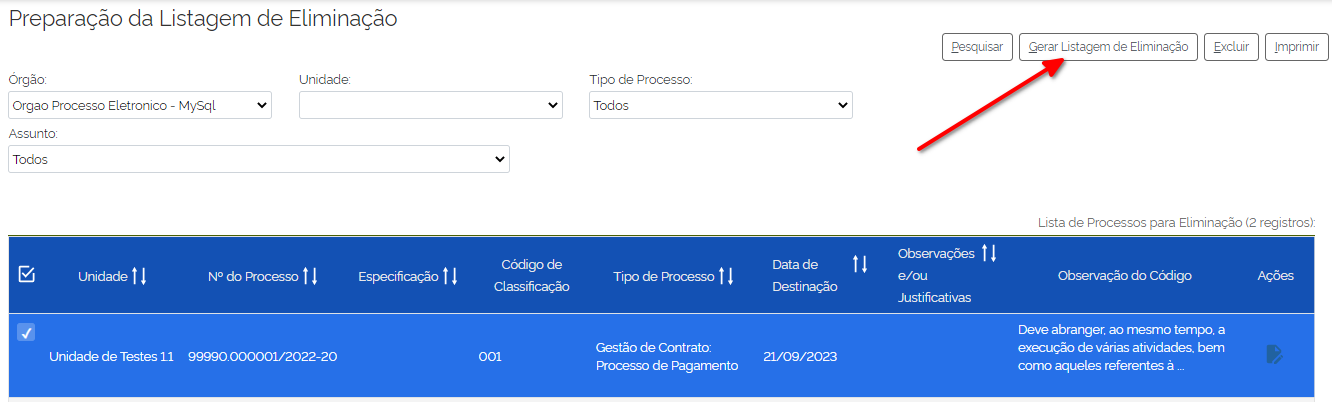 Preparação da Listagem de Eliminação
Pesquisar Gerar Listagem de Eliminação Excluir Imprimir
Órgão: Unidade: Tipo de Processo:
Orgao Processo Eletronico - MySql Todos
Assunto:
Todos
Lista de Processos para Eliminação (2 registros):
Unidade Nº do Processo Especificação Código de Classificação Tipo de Processo Data de Destinação Observações e/ou Justificativas Observação do Código Ações
Unidade de Testes 1.1 99990.000001/2022-20 001 Gestão de Contrato: Processo de Pagamento 21/09/2023 Deve abranger, ao mesmo tempo, a
execução de várias atividades, bem
como aqueles referentes à ...